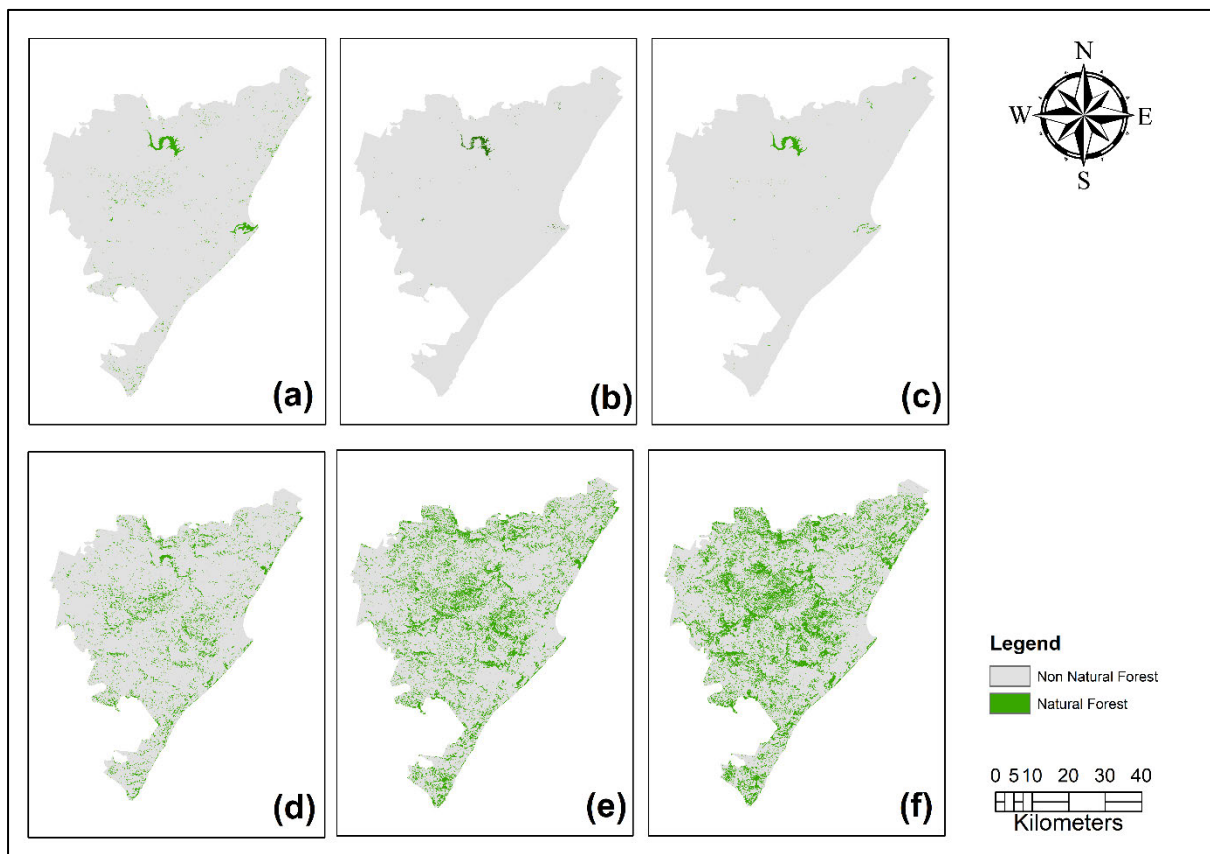 N
W E
S
(a) (b) (c)
(d) (e) (f)
Legend
Non Natural Forest
Natural Forest
0 5 10 20 30 40
Kilometers